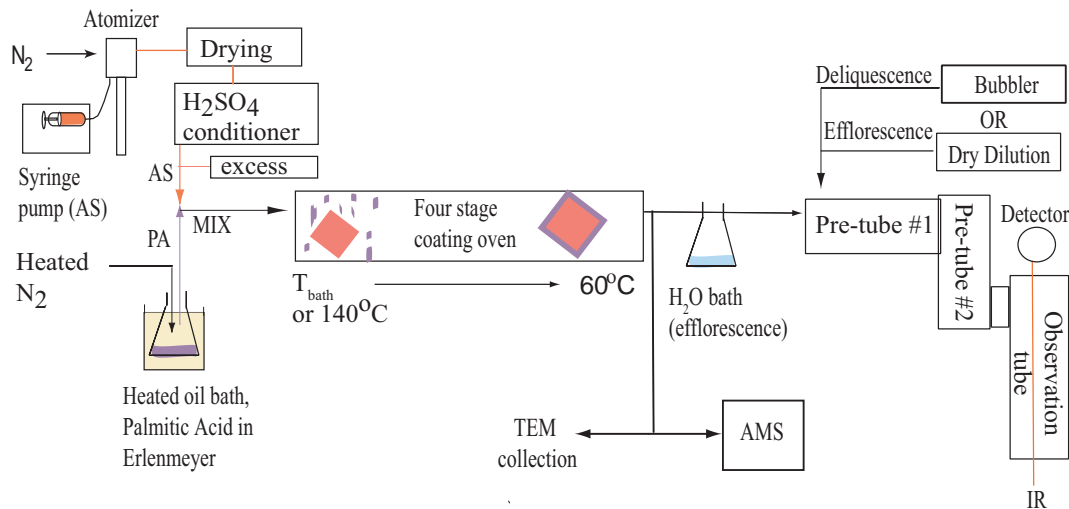 Atomizer
N2
Drying
H2SO4
conditioner
Syringe
pump (AS)
AS
excess
MIX
PA
Heated
N2
Heated oil bath,
Palmitic Acid in
Erlenmeyer
Four stage
coating oven
Tbath
or 140°C
60°C
H2O bath
(efflorescence)
TEM
collection
AMS
Deliquescence
Bubbler
OR
Efflorescence
Dry Dilution
Pre-tube #1
Pre-tube #2
Detector
Observation
tube
IR